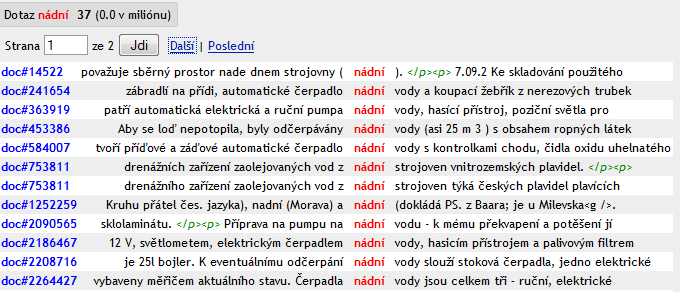 Dotaz nádní 37 (0.0 v miliónu)
Strana 1 ze 2 Jdi Další | Poslední
doc#14522 považuje sběrný prostor nade dnem strojovny ( nádní ). </p><p> 7.09.2 Ke skladování použitého
doc#241654 zábradlí na přídi, automatické čerpadlo nádní vody a koupací žebřík z nerezových trubek
doc#363919 patří automatická elektrická a ruční pumpa nádní vody, hasící přístroj, poziční světla pro
doc#453386 Aby se loď nepotopila, byly odčerpávány nádní vody (asi 25 m 3 ) s obsahem ropných látek
doc#584007 tvoří příďové a záďové automatické čerpadlo nádní vody s kontrolkami chodu, čidla oxidu uhelnatého
doc#753811 drenážních zařízení zaolejovaných vod z nádní strojoven vnitrozemských plavidel. </p><p>
doc#753811 drenážního zařízení zaolejovaných vod z nádní strojoven týká českých plavidel plavících
doc#1252259 Kruhu přátel čes. jazyka), nadní (Morava) a nádní (dokládá PS. z Baara; je u Milevska<g />.
doc#2090565 sklolaminátu. </p><p> Příprava na pumpu na nádní vodu - k mému překvapení a potěšení jí
doc#2186467 12 V, světlometem, elektrickým čerpadlem nádní vody, hasicím přístrojem a palivovým filtrem
doc#2208716 je 25l bojler. K eventuálnímu odčerpání nádní vody, slouží stoková čerpadla, jedno elektrické
doc#2264427 vybaveny měřičem aktuálního stavu. Čerpadla nádní vody jsou celkem tři - ruční, elektrické